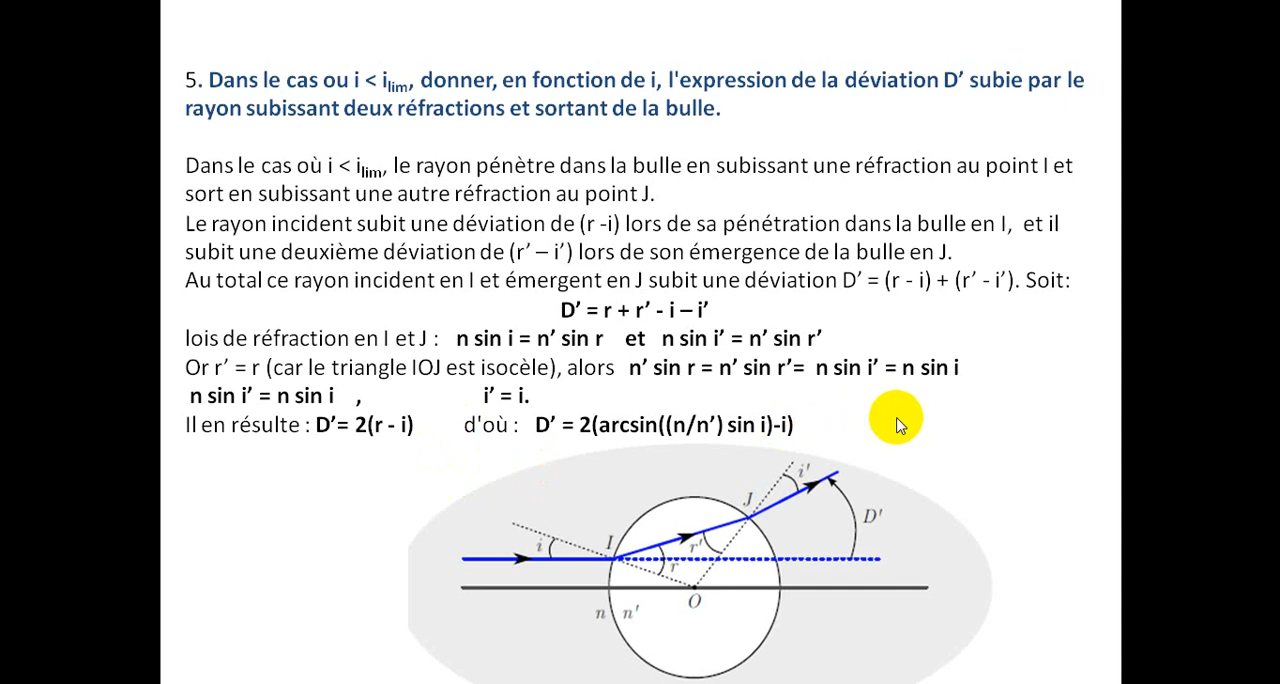 5. Dans le cas ou i < ilim, donner, en fonction de i, l'expression de la déviation D’ subie par le
rayon subissant deux réfractions et sortant de la bulle.
Dans le cas où i < ilim, le rayon pénètre dans la bulle en subissant une réfraction au point I et
sort en subissant une autre réfraction au point J.
Le rayon incident subit une déviation de (r -i) lors de sa pénétration dans la bulle en I, et il
subit une deuxième déviation de (r’ – i’) lors de son émergence de la bulle en J.
Au total ce rayon incident en I et émergent en J subit une déviation D’ = (r - i) + (r’ - i’). Soit:
D’ = r + r’ - i – i’
lois de réfraction en I et J : n sin i = n’ sin r et n sin i’ = n’ sin r’
Or r’ = r (car le triangle IOJ est isocèle), alors n’ sin r = n’ sin r’= n sin i’ = n sin i
n sin i’ = n sin i , i’ = i.
Il en résulte : D’= 2(r - i) d'où : D’ = 2(arcsin((n/n’) sin i)-i)
i'
J
D'
I
i
r'
r
O
n n'